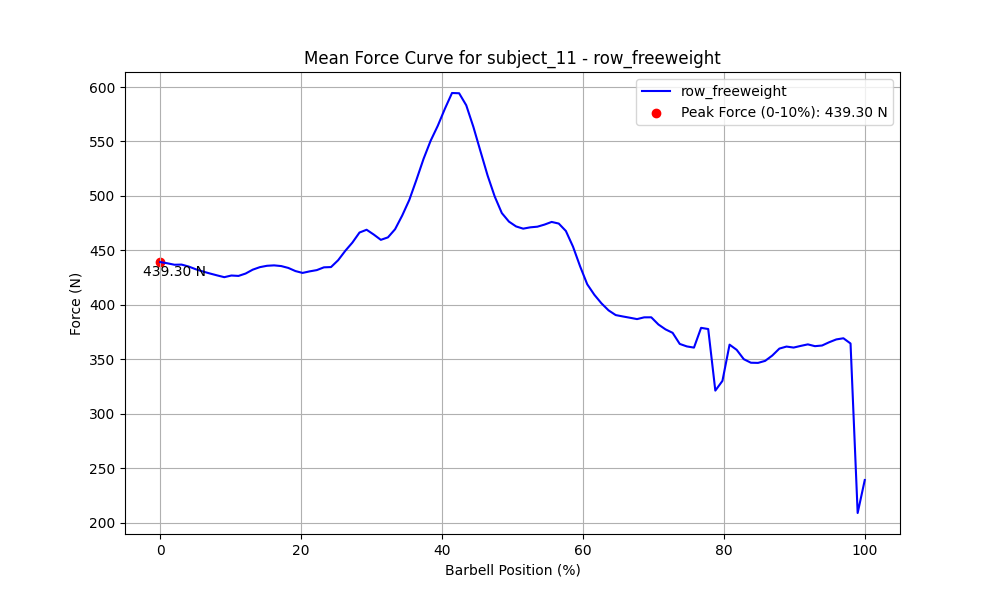 Mean Force Curve for subject_11 - row_freeweight
row_freeweight
Peak Force (0-10%): 439.30 N
600
550
500
450
400
350
300
250
200
Force (N)
439.30 N
0 20 40 60 80 100
Barbell Position (%)